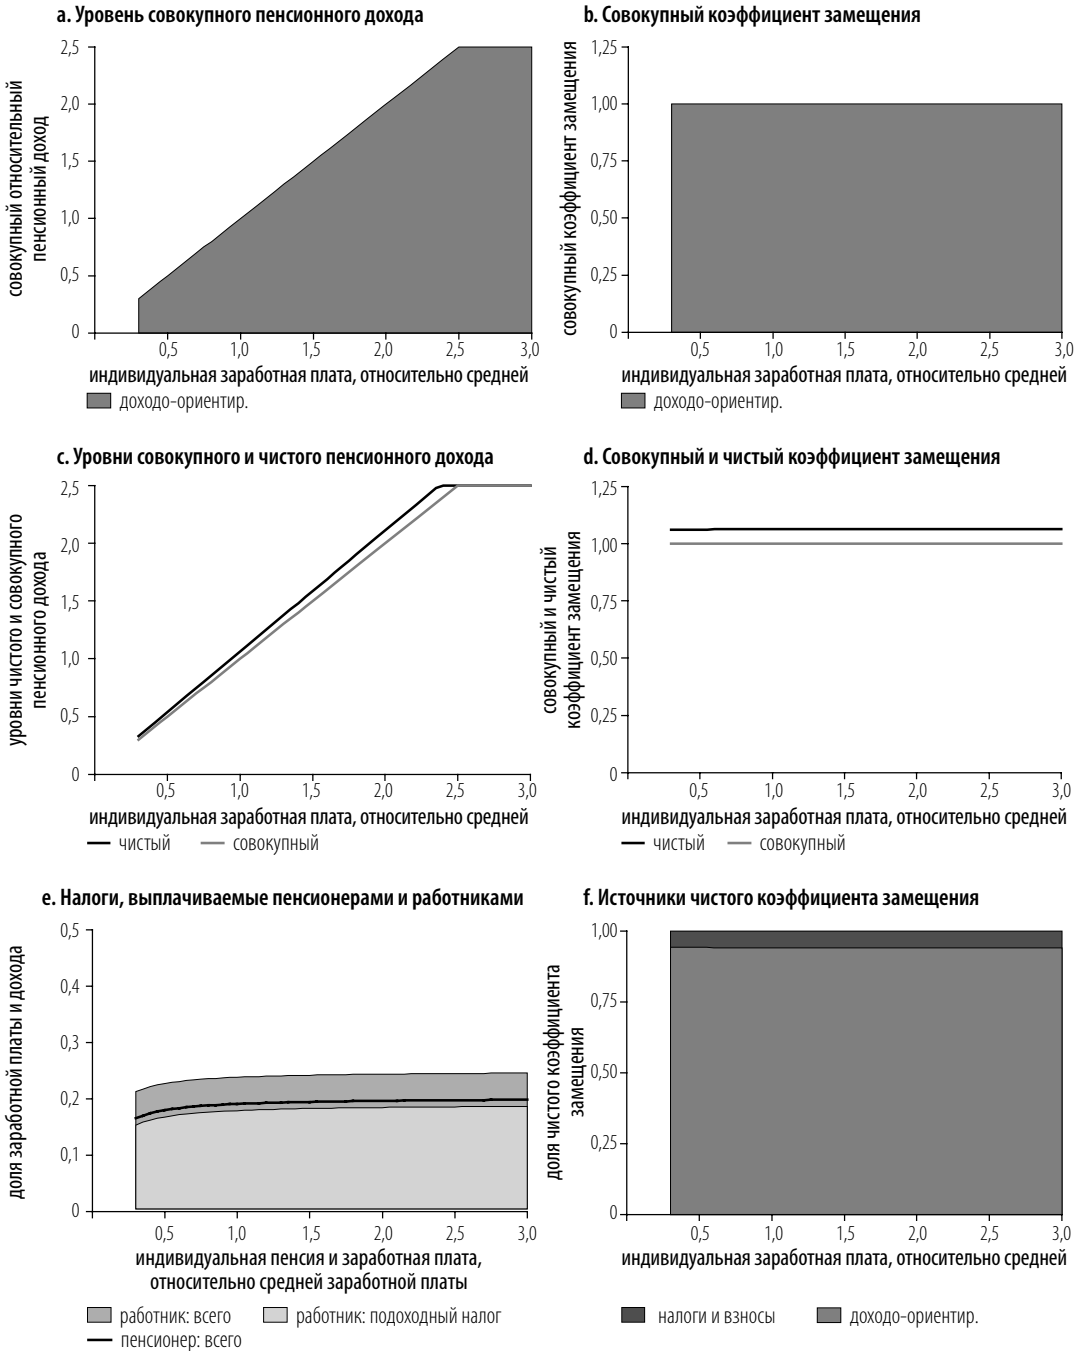 a. Уровень совокупного пенсионного дохода
совокупный относительный
пенсионный доход
2,5
2,0
1,5
1,0
0,5
0
0,5 1,0 1,5 2,0 2,5 3,0
индивидуальная заработная плата, относительно средней
доходо-ориентир.
b. Совокупный коэффициент замещения
совокупный коэффициент замещения
1,25
1,00
0,75
0,50
0,25
0
0,5 1,0 1,5 2,0 2,5 3,0
индивидуальная заработная плата, относительно средней
доходо-ориентир.
c. Уровни совокупного и чистого пенсионного дохода
уровни чистого и совокупного
пенсионного дохода
2,5
2,0
1,5
1,0
0,5
0
0,5 1,0 1,5 2,0 2,5 3,0
индивидуальная заработная плата, относительно средней
чистый совокупный
d. Совокупный и чистый коэффициент замещения
совокупный и чистый
коэффициент замещения
1,25
1,00
0,75
0,50
0,25
0
0,5 1,0 1,5 2,0 2,5 3,0
индивидуальная заработная плата, относительно средней
чистый совокупный
e. Налоги, выплачиваемые пенсионерами и работниками
доля заработной платы и дохода
0,5
0,4
0,3
0,2
0,1
0
0,5 1,0 1,5 2,0 2,5 3,0
индивидуальная пенсия и заработная плата,
относительно средней заработной платы
работник: всего работник: подоходный налог
пенсионер: всего
f. Источники чистого коэффициента замещения
доля чистого коэффициента
замещения
1,00
0,75
0,50
0,25
0
0,5 1,0 1,5 2,0 2,5 3,0
индивидуальная заработная плата, относительно средней
налоги и взносы доходо-ориентир.